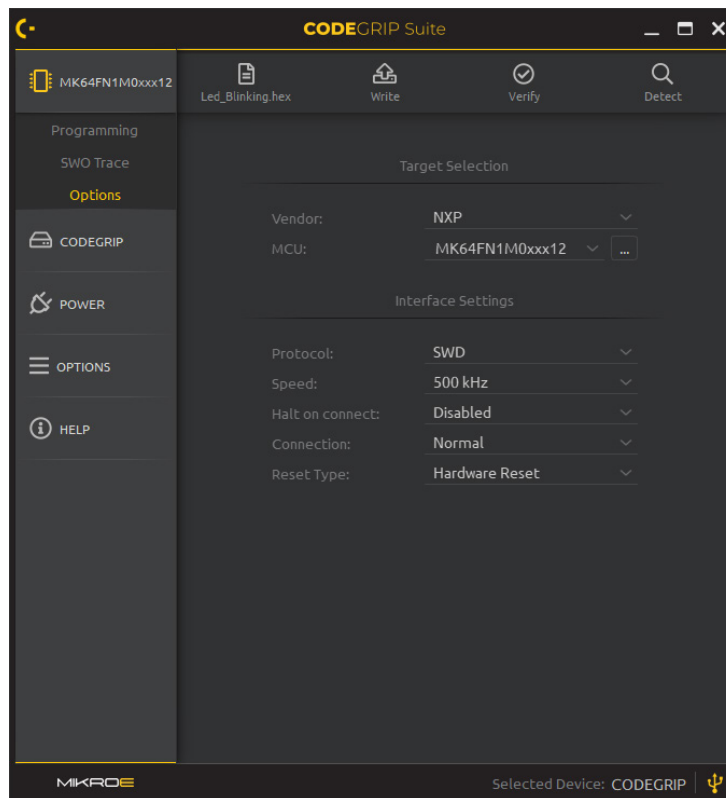 CODEGRIP Suite
MK64FN1M0xxx12
Led_Blinking.hex
Write
Verify
Detect
Programming
SWO Trace
Options
CODEGRIP
POWER
OPTIONS
HELP
Target Selection
Vendor: NXP
MCU: MK64FN1M0xxx12 ...
Interface Settings
Protocol: SWD
Speed: 500 kHz
Halt on connect: Disabled
Connection: Normal
Reset Type: Hardware Reset
MIKROE
Selected Device: CODEGRIP